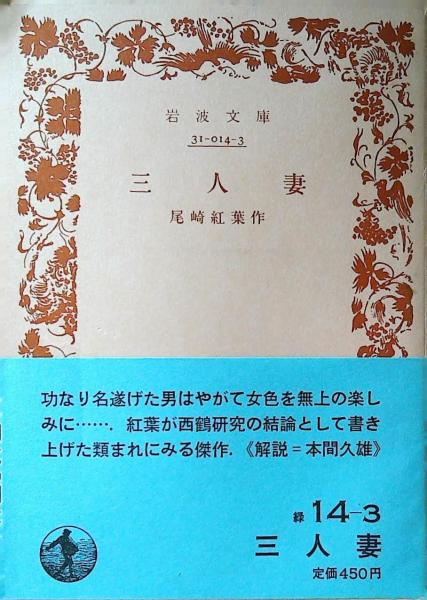 岩波文庫
31-014-3
三人妻
尾崎紅葉作
功なり名遂げた男はやがて女色を無上の楽し
みに……．紅葉が西鶴研究の結論として書き
上げた類まれにみる傑作．《解説＝本間久雄》
緑 14-3
三人妻
定価450円